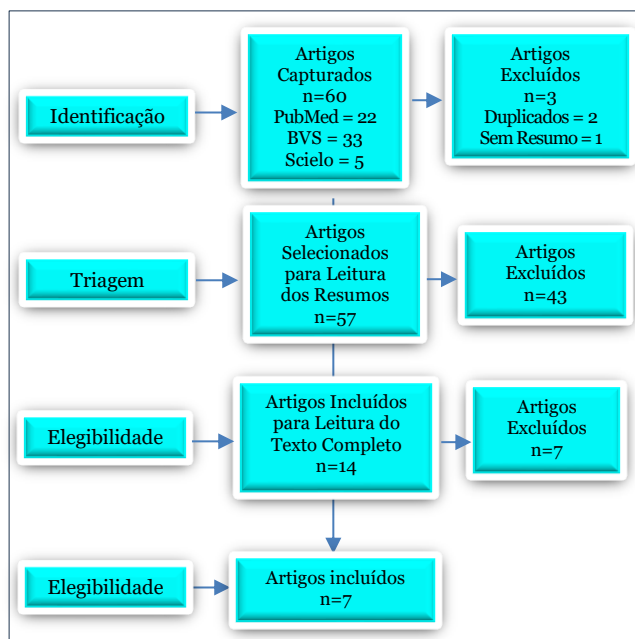 Identificação
Artigos
Capturados
n=60
PubMed = 22
BVS = 33
Scielo = 5
Artigos
Excluídos
n=3
Duplicados = 2
Sem Resumo = 1
Triagem
Artigos
Selecionados
para Leitura
dos Resumos
n=57
Artigos
Excluídos
n=43
Elegibilidade
Artigos Incluídos
para Leitura do
Texto Completo
n=14
Artigos
Excluídos
n=7
Elegibilidade
Artigos incluídos
n=7